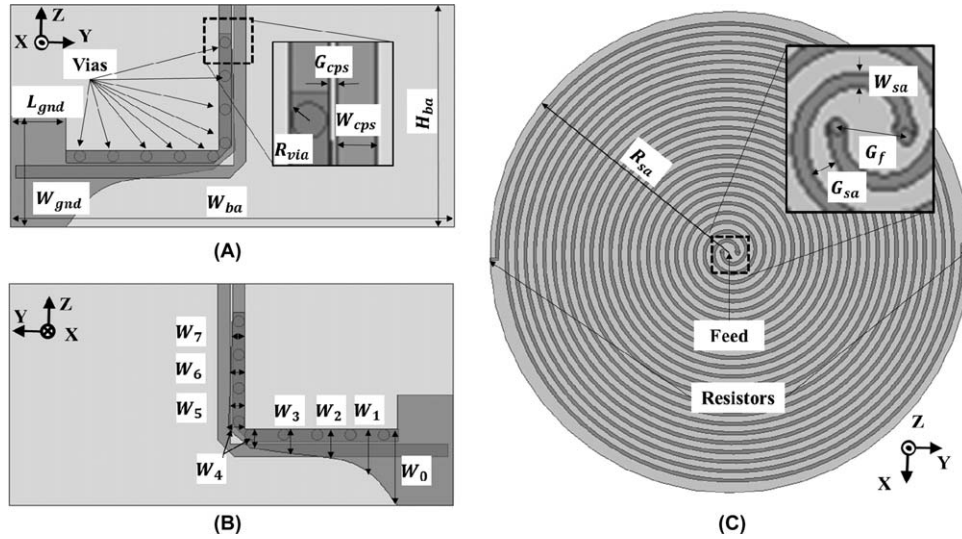 Z
X
Y
Vias
L_gnd
G_cps
W_cps
R_via
H_ba
W_gnd
W_ba
(A)
Z
Y
X
W_7
W_6
W_5
W_4
W_3
W_2
W_1
W_0
(B)
R_sa
W_sa
G_f
G_sa
Feed
Resistors
Z
Y
X
(C)